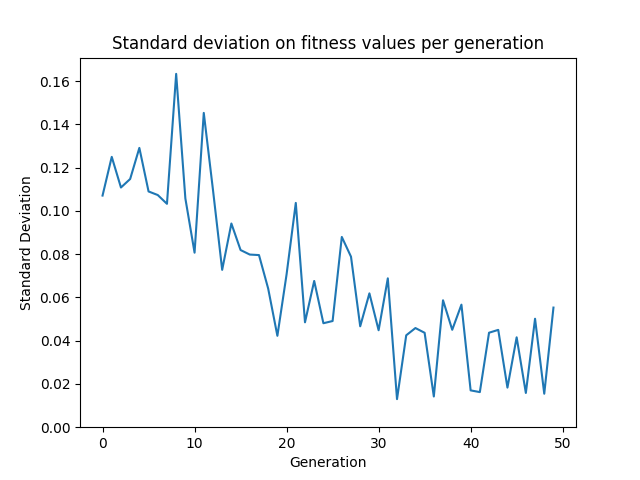 Standard deviation on fitness values per generation
Standard Deviation
0.16
0.14
0.12
0.10
0.08
0.06
0.04
0.02
0.00
0 10 20 30 40 50
Generation